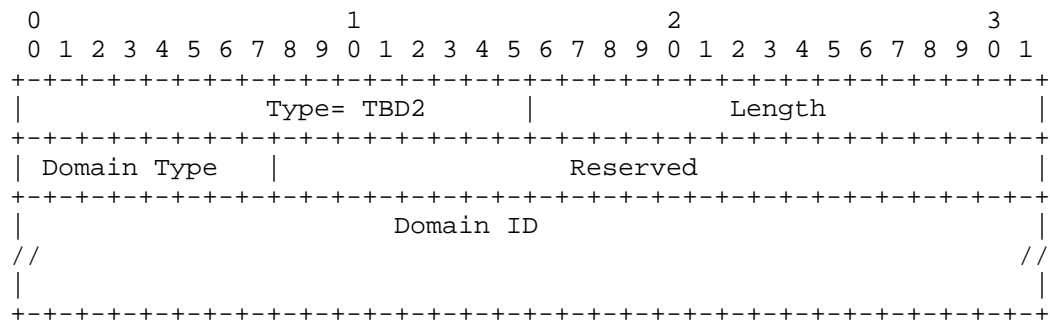 0                   1                   2                   3
 0 1 2 3 4 5 6 7 8 9 0 1 2 3 4 5 6 7 8 9 0 1 2 3 4 5 6 7 8 9 0 1
+-+-+-+-+-+-+-+-+-+-+-+-+-+-+-+-+-+-+-+-+-+-+-+-+-+-+-+-+-+-+-+-+
|               Type= TBD2      |            Length             |
+-+-+-+-+-+-+-+-+-+-+-+-+-+-+-+-+-+-+-+-+-+-+-+-+-+-+-+-+-+-+-+-+
| Domain Type   |                  Reserved                     |
+-+-+-+-+-+-+-+-+-+-+-+-+-+-+-+-+-+-+-+-+-+-+-+-+-+-+-+-+-+-+-+-+
|                       Domain ID                               |
//                                                             //
|                                                               |
+-+-+-+-+-+-+-+-+-+-+-+-+-+-+-+-+-+-+-+-+-+-+-+-+-+-+-+-+-+-+-+-+